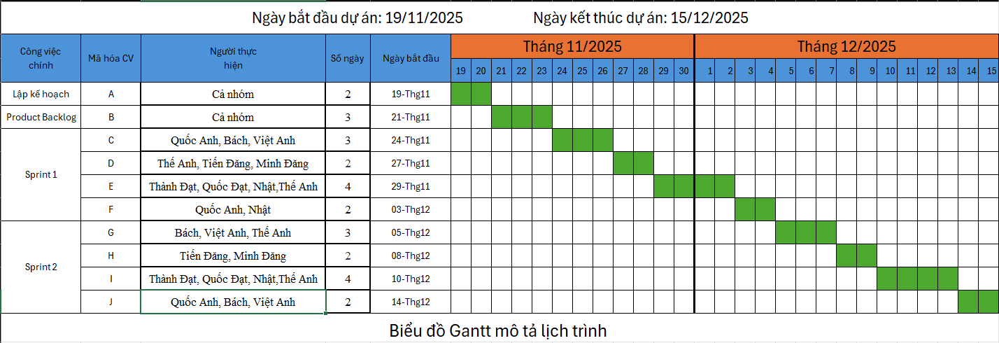 Ngày bắt đầu dự án: 19/11/2025 Ngày kết thúc dự án: 15/12/2025
Công việc chính Mã hóa CV Người thực hiện Số ngày Ngày bắt đầu Tháng 11/2025 Tháng 12/2025
19 20 21 22 23 24 25 26 27 28 29 30 1 2 3 4 5 6 7 8 9 10 11 12 13 14 15
Lập kế hoạch A Cả nhóm 2 19-Thg11
Product Backlog B Cả nhóm 3 21-Thg11
Sprint 1
C Quốc Anh, Bách, Việt Anh 3 24-Thg11
D Thế Anh, Tiến Đăng, Minh Đăng 2 27-Thg11
E Thành Đạt, Quốc Đạt, Nhật,Thế Anh 4 29-Thg11
F Quốc Anh, Nhật 2 03-Thg12
Sprint 2
G Bách, Việt Anh, Thế Anh 3 05-Thg12
H Tiến Đăng, Minh Đăng 2 08-Thg12
I Thành Đạt, Quốc Đạt, Nhật,Thế Anh 4 10-Thg12
J Quốc Anh, Bách, Việt Anh 2 14-Thg12
Biểu đồ Gantt mô tả lịch trình